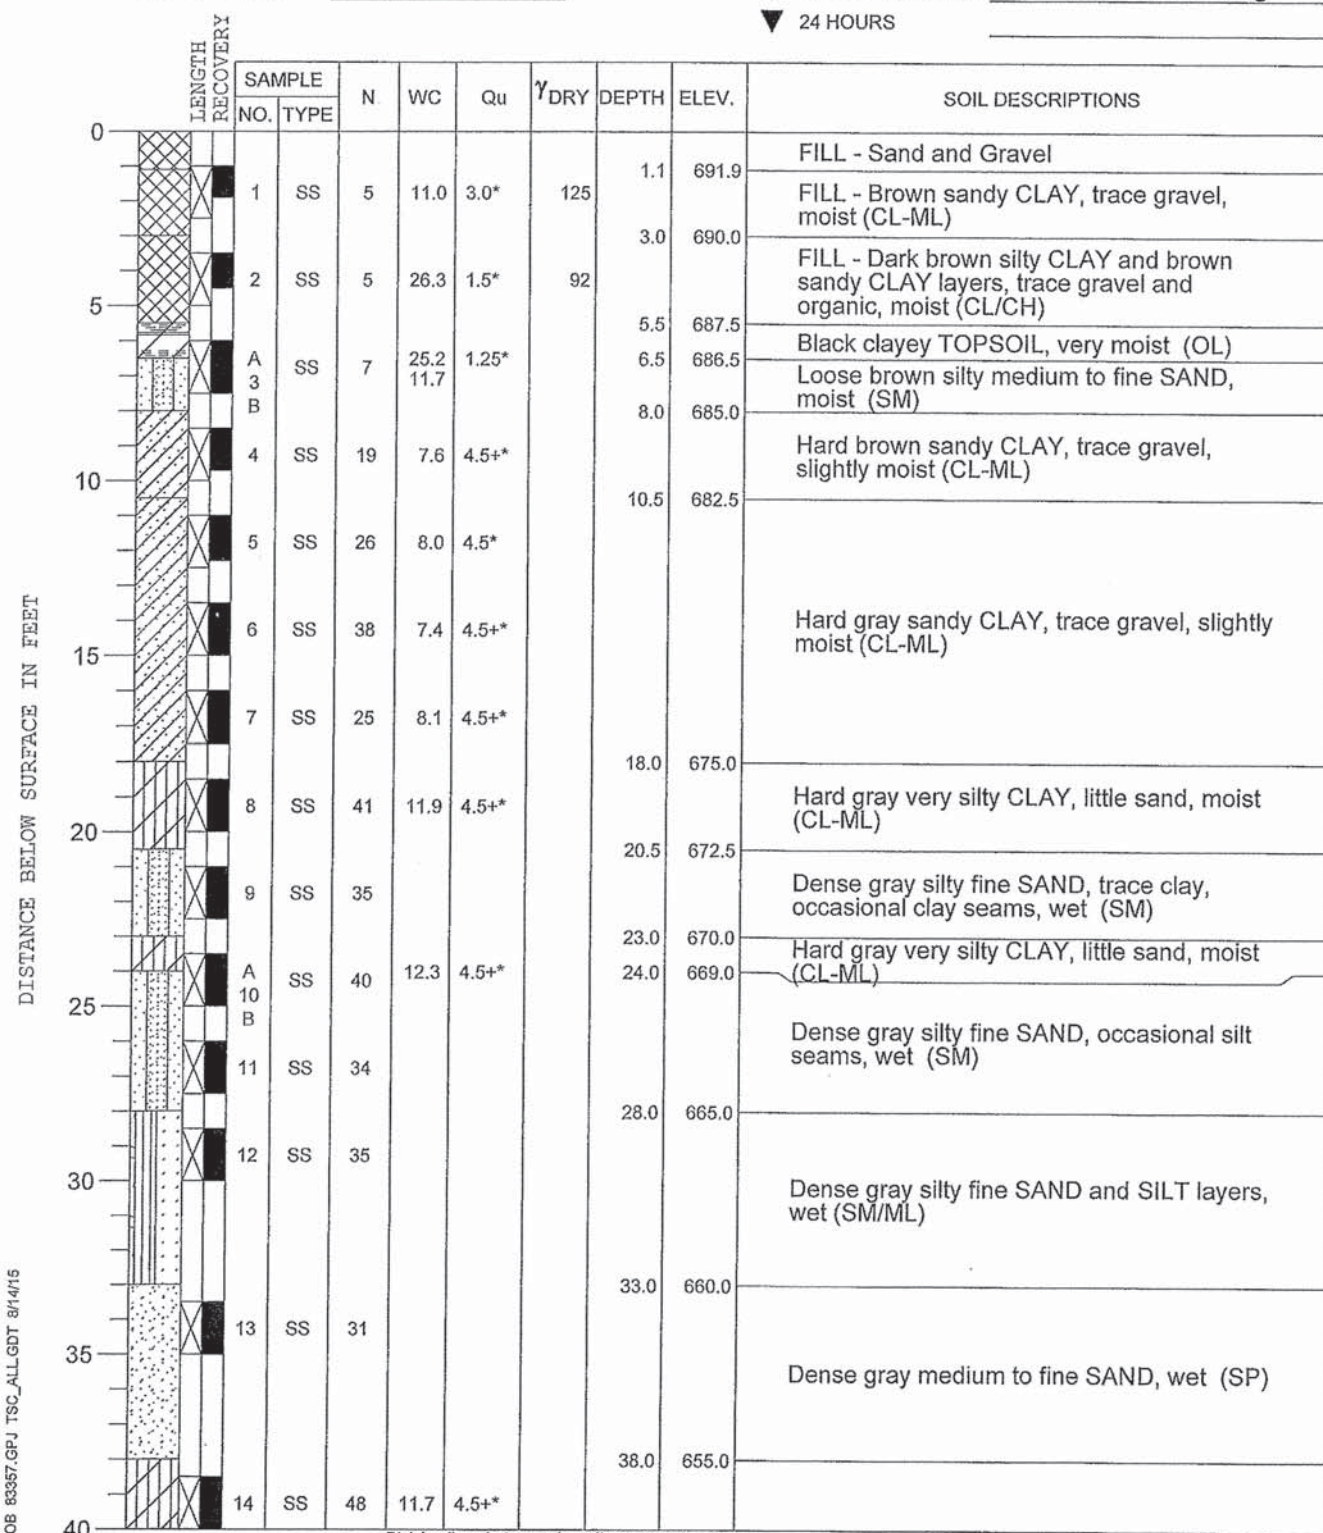 ▼ 24 HOURS
LENGTH
RECOVERY
SAMPLE
NO. TYPE N WC Qu γDRY DEPTH ELEV. SOIL DESCRIPTIONS
0
FILL - Sand and Gravel
1.1 691.9
1 SS 5 11.0 3.0* 125
FILL - Brown sandy CLAY, trace gravel,
moist (CL-ML)
3.0 690.0
2 SS 5 26.3 1.5* 92
FILL - Dark brown silty CLAY and brown
sandy CLAY layers, trace gravel and
organic, moist (CL/CH)
5
5.5 687.5
Black clayey TOPSOIL, very moist (OL)
6.5 686.5
A
3
B
SS 7 25.2 1.25*
11.7
Loose brown silty medium to fine SAND,
moist (SM)
8.0 685.0
4 SS 19 7.6 4.5+*
Hard brown sandy CLAY, trace gravel,
slightly moist (CL-ML)
10
10.5 682.5
5 SS 26 8.0 4.5*
6 SS 38 7.4 4.5+*
Hard gray sandy CLAY, trace gravel, slightly
moist (CL-ML)
15
7 SS 25 8.1 4.5+*
18.0 675.0
8 SS 41 11.9 4.5+*
Hard gray very silty CLAY, little sand, moist
(CL-ML)
20
20.5 672.5
9 SS 35
Dense gray silty fine SAND, trace clay,
occasional clay seams, wet (SM)
23.0 670.0
Hard gray very silty CLAY, little sand, moist
(CL-ML)
24.0 669.0
A
10
B
SS 40 12.3 4.5+*
25
Dense gray silty fine SAND, occasional silt
seams, wet (SM)
11 SS 34
28.0 665.0
12 SS 35
30
Dense gray silty fine SAND and SILT layers,
wet (SM/ML)
33.0 660.0
13 SS 31
35
Dense gray medium to fine SAND, wet (SP)
38.0 655.0
14 SS 48 11.7 4.5+*
40
DISTANCE BELOW SURFACE IN FEET
OB 83357.GPJ TSC_ALL.GDT 8/14/15